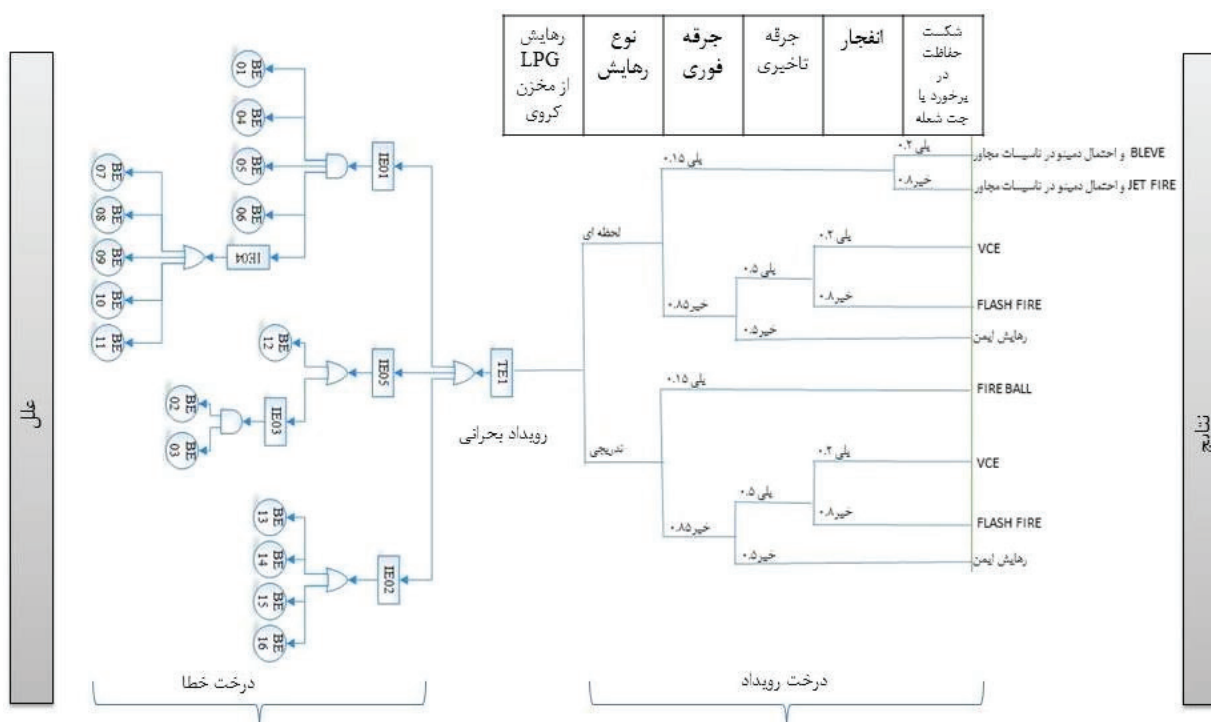 شکست
حفاظت
در
برخورد با
جت شعله
انفجار
جرقه
تاخیری
جرقه
فوری
نوع
رهایش
رهایش
LPG
از مخزن
کروی
نتایج
علل
BE
01
BE
04
BE
05
BE
06
IE01
BE
07
BE
08
BE
09
BE
10
BE
11
IE04
BE
12
IE05
BE
02
BE
03
IE03
TE1
رویداد بحرانی
BE
13
BE
14
BE
15
BE
16
IE02
لحظه ای
تدریجی
بلی ۰.۱۵
خیر ۰.۸۵
بلی ۰.۲
خیر ۰.۸
BLEVE و احتمال دمینو در تاسیسات مجاور
JET FIRE و احتمال دمینو در تاسیسات مجاور
بلی ۰.۵
خیر ۰.۵
بلی ۰.۲
خیر ۰.۸
VCE
FLASH FIRE
رهایش ایمن
بلی ۰.۱۵
خیر ۰.۸۵
FIRE BALL
بلی ۰.۵
خیر ۰.۵
بلی ۰.۲
خیر ۰.۸
VCE
FLASH FIRE
رهایش ایمن
درخت رویداد
درخت خطا